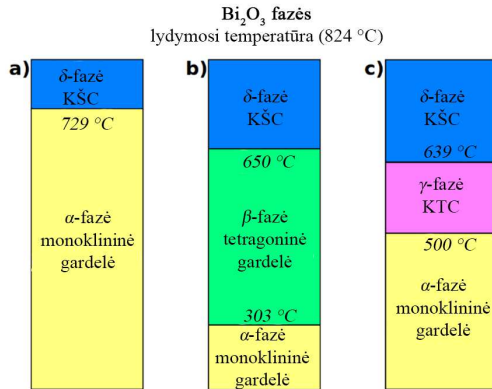 Bi₂O₃ fazės
lydymosi temperatūra (824 °C)
a)
δ-fazė
KŠC
729 °C
α-fazė
monoklininė
gardelė
b)
δ-fazė
KŠC
650 °C
β-fazė
tetragoninė
gardelė
303 °C
α-fazė
monoklininė
gardelė
c)
δ-fazė
KŠC
639 °C
γ-fazė
KTC
500 °C
α-fazė
monoklininė
gardelė